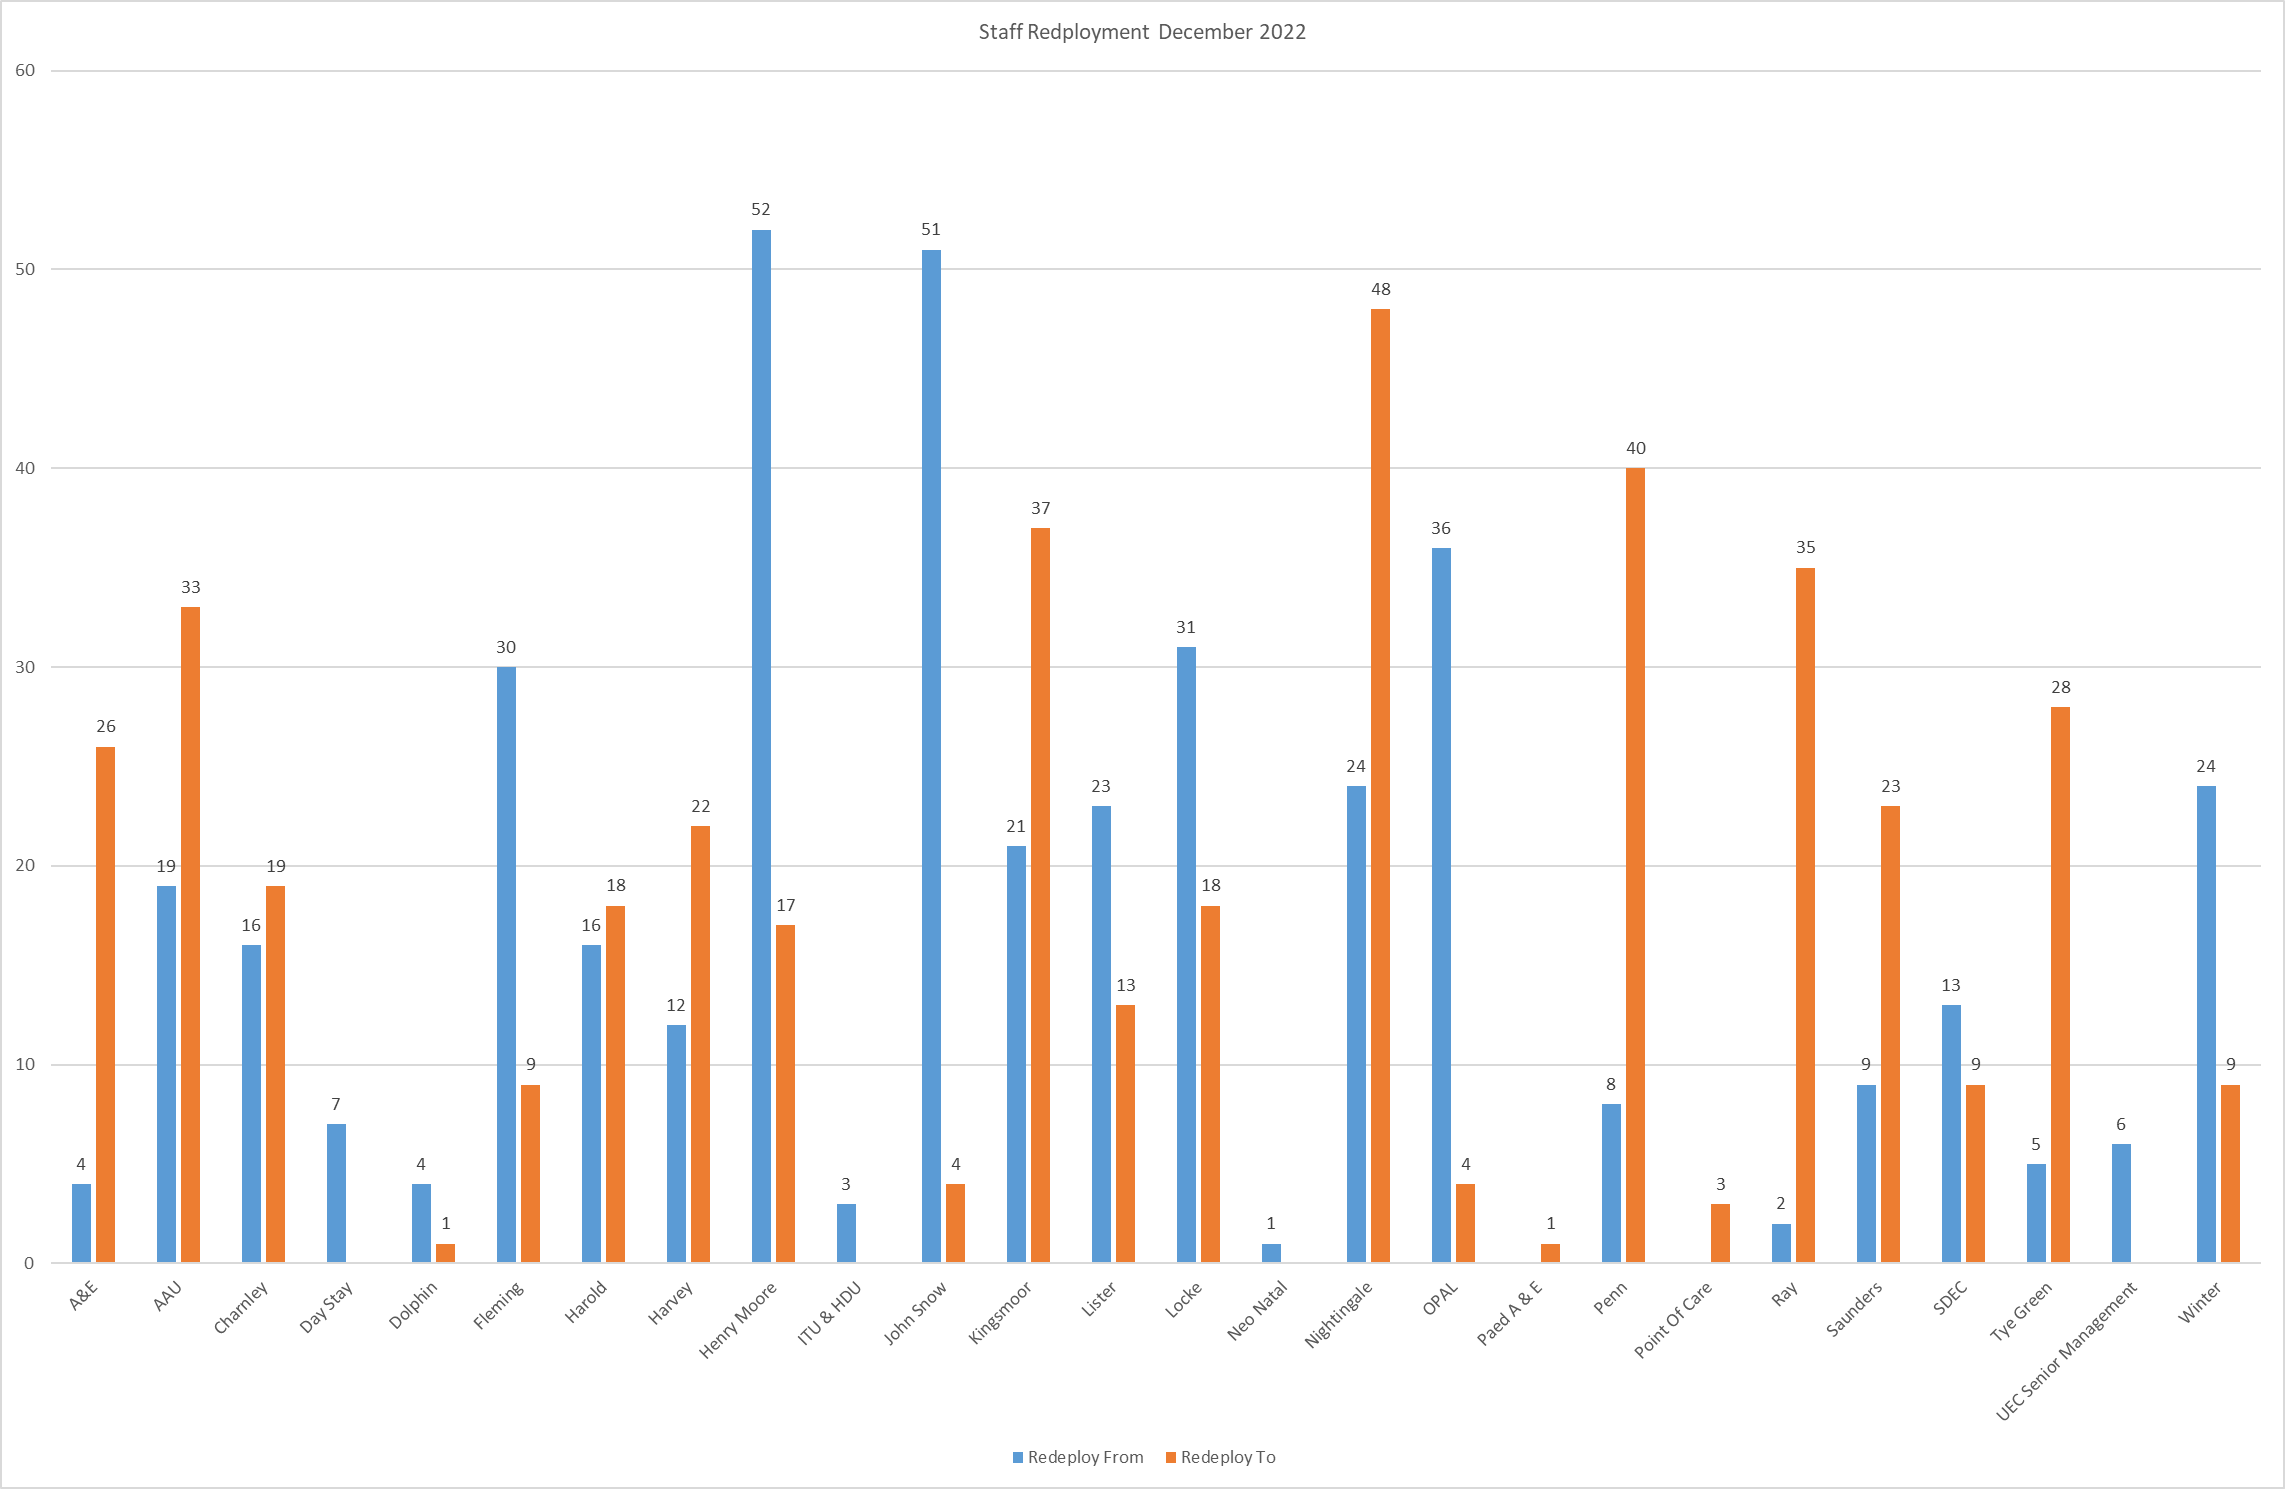 Staff Redployment December 2022
60
50
40
30
20
10
0
4
26
19
33
16
19
7
4
1
30
9
16
18
12
22
52
17
3
51
4
21
37
23
13
31
18
1
24
48
36
4
1
8
40
3
2
35
9
23
13
9
5
28
6
24
9
A&E
AAU
Charnley
Day Stay
Dolphin
Fleming
Harold
Harvey
Henry Moore
ITU & HDU
John Snow
Kingsmoor
Lister
Locke
Neo Natal
Nightingale
OPAL
Paed A & E
Penn
Point Of Care
Ray
Saunders
SDEC
Tye Green
UEC Senior Management
Winter
Redeploy From
Redeploy To